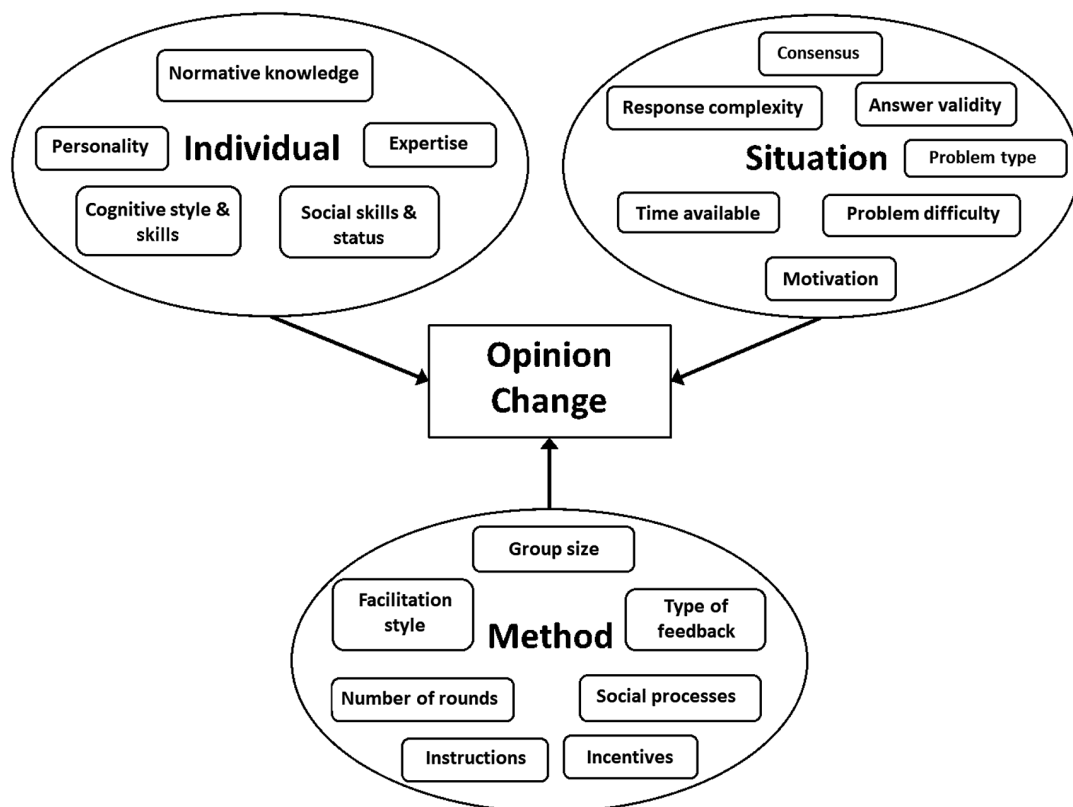 Normative knowledge
Personality
Individual
Expertise
Cognitive style &
skills
Social skills &
status
Consensus
Response complexity
Answer validity
Situation
Problem type
Time available
Problem difficulty
Motivation
Opinion
Change
Group size
Facilitation
style
Method
Type of
feedback
Number of rounds
Social processes
Instructions
Incentives